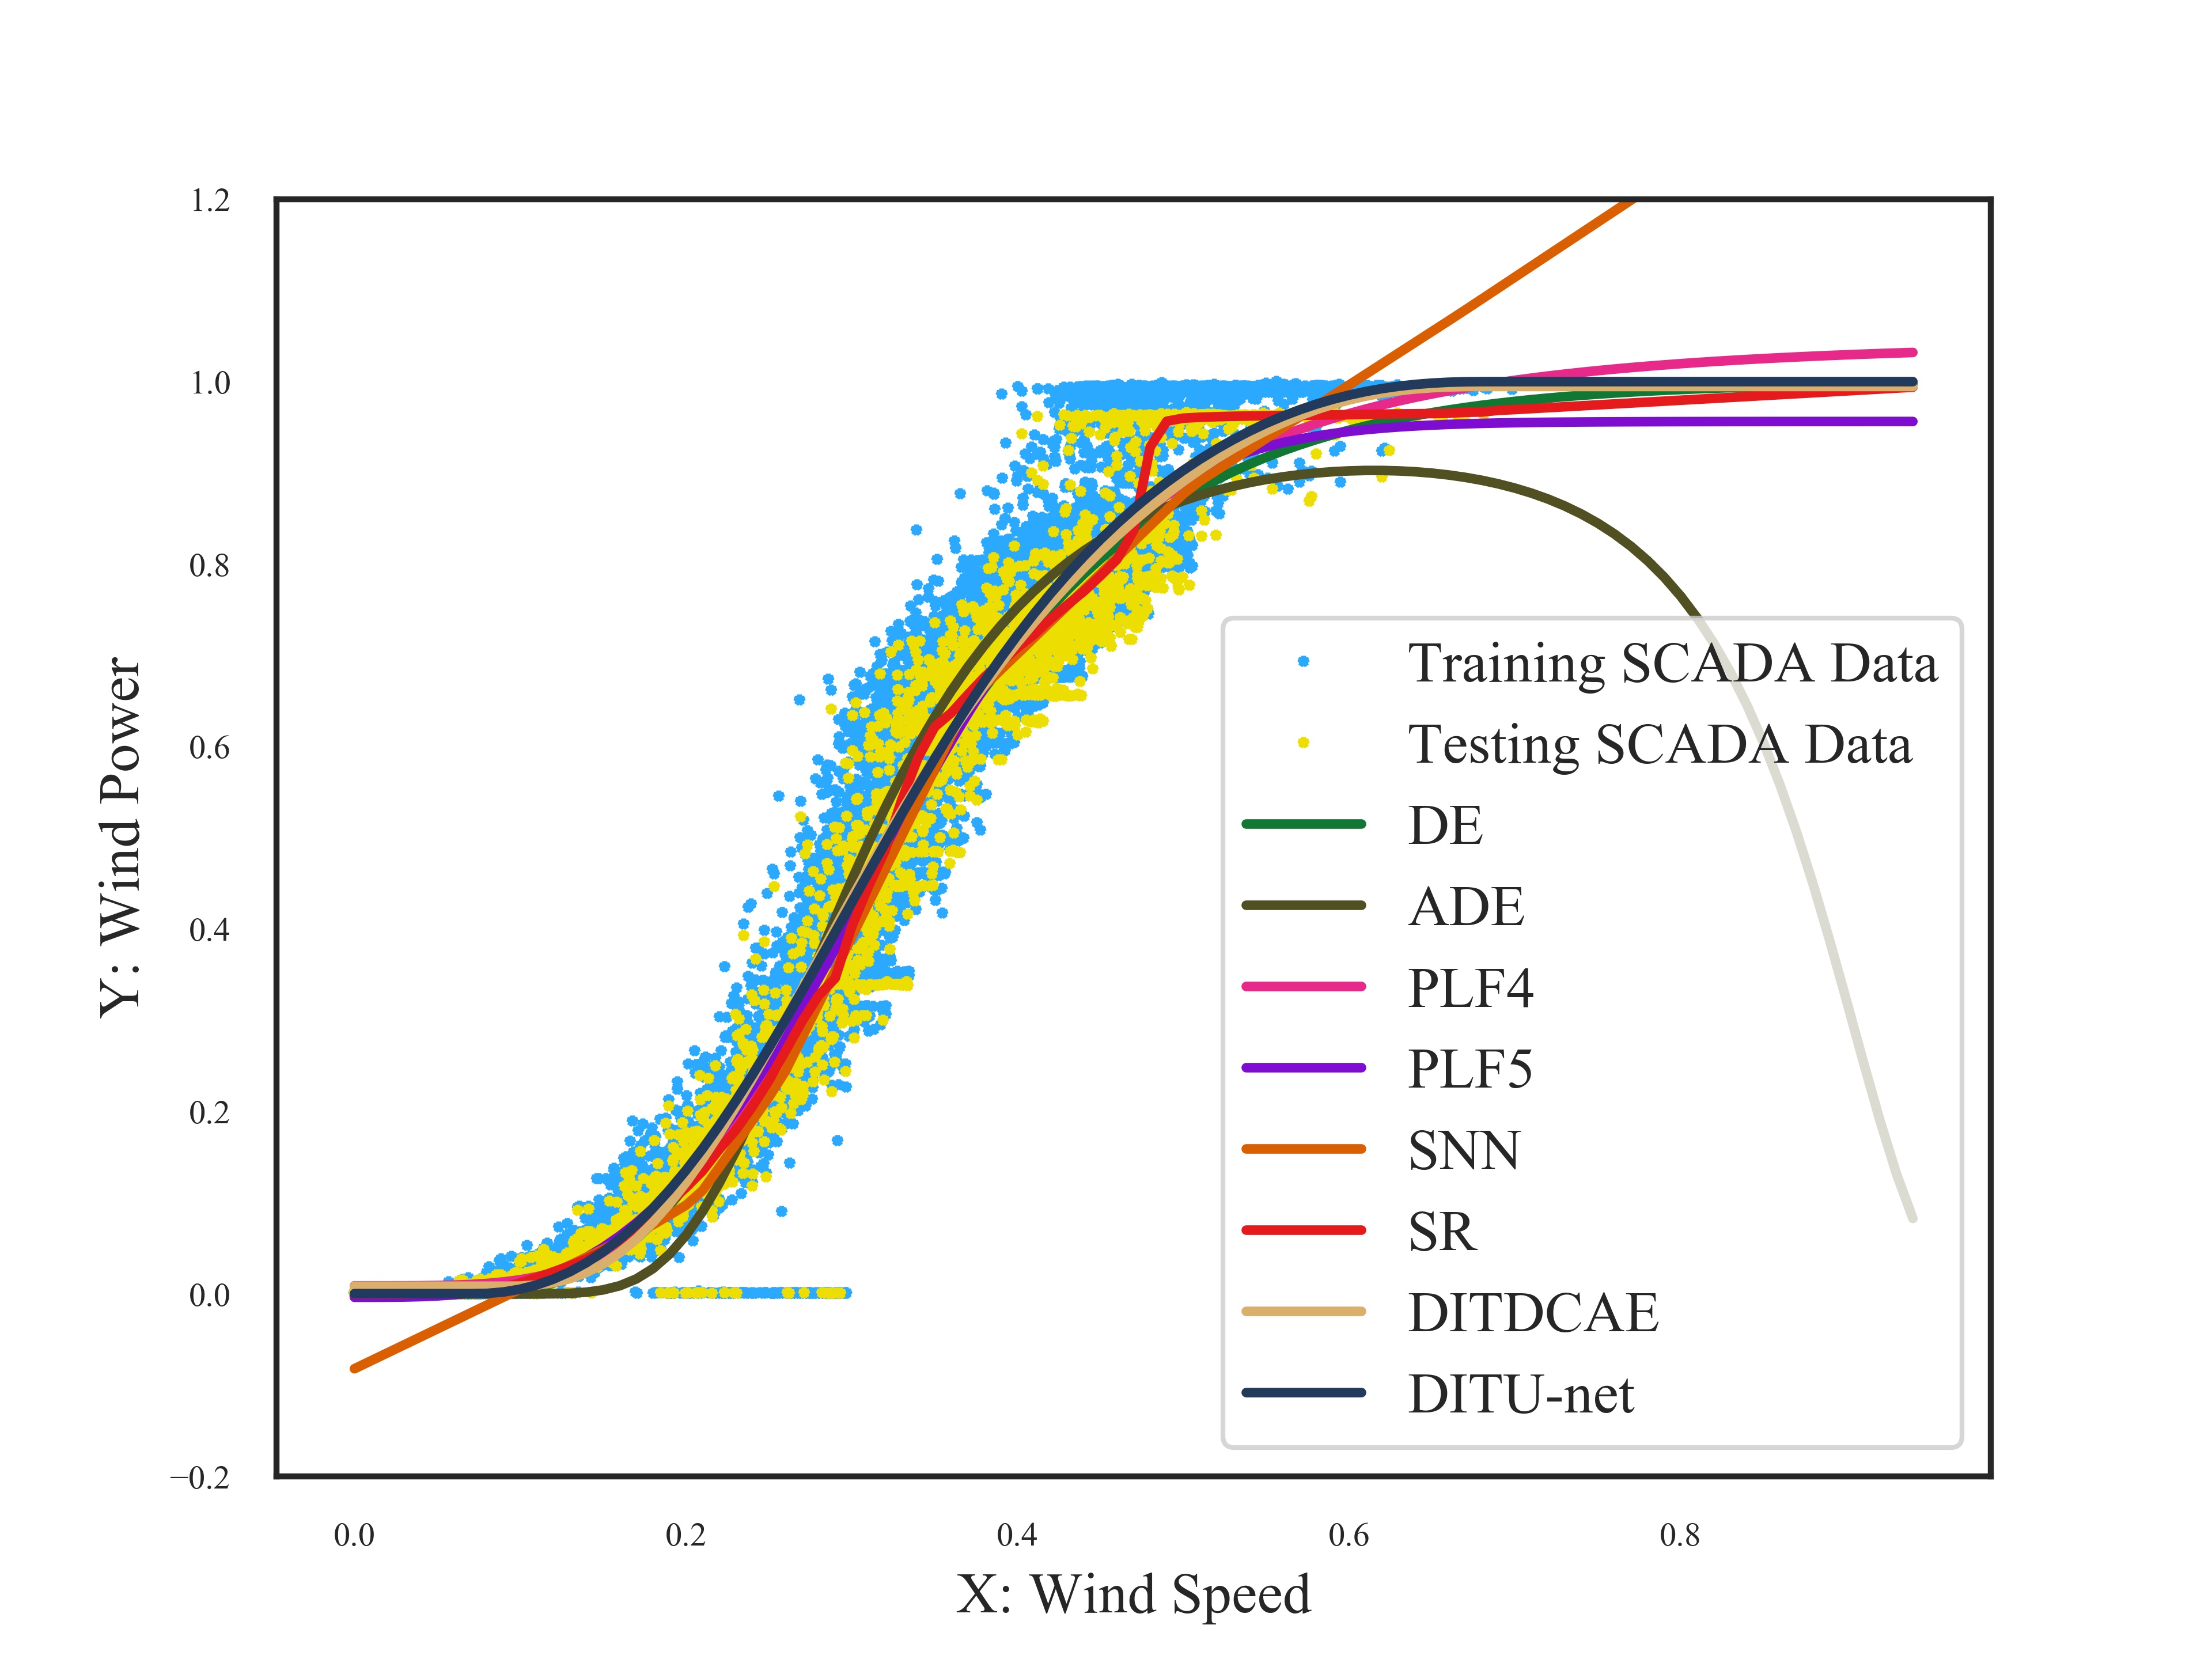 1.2
1.0
0.8
0.6
0.4
0.2
0.0
−0.2
Y: Wind Power
Training SCADA Data
Testing SCADA Data
DE
ADE
PLF4
PLF5
SNN
SR
DITDCAE
DITU-net
0.0 0.2 0.4 0.6 0.8
X: Wind Speed